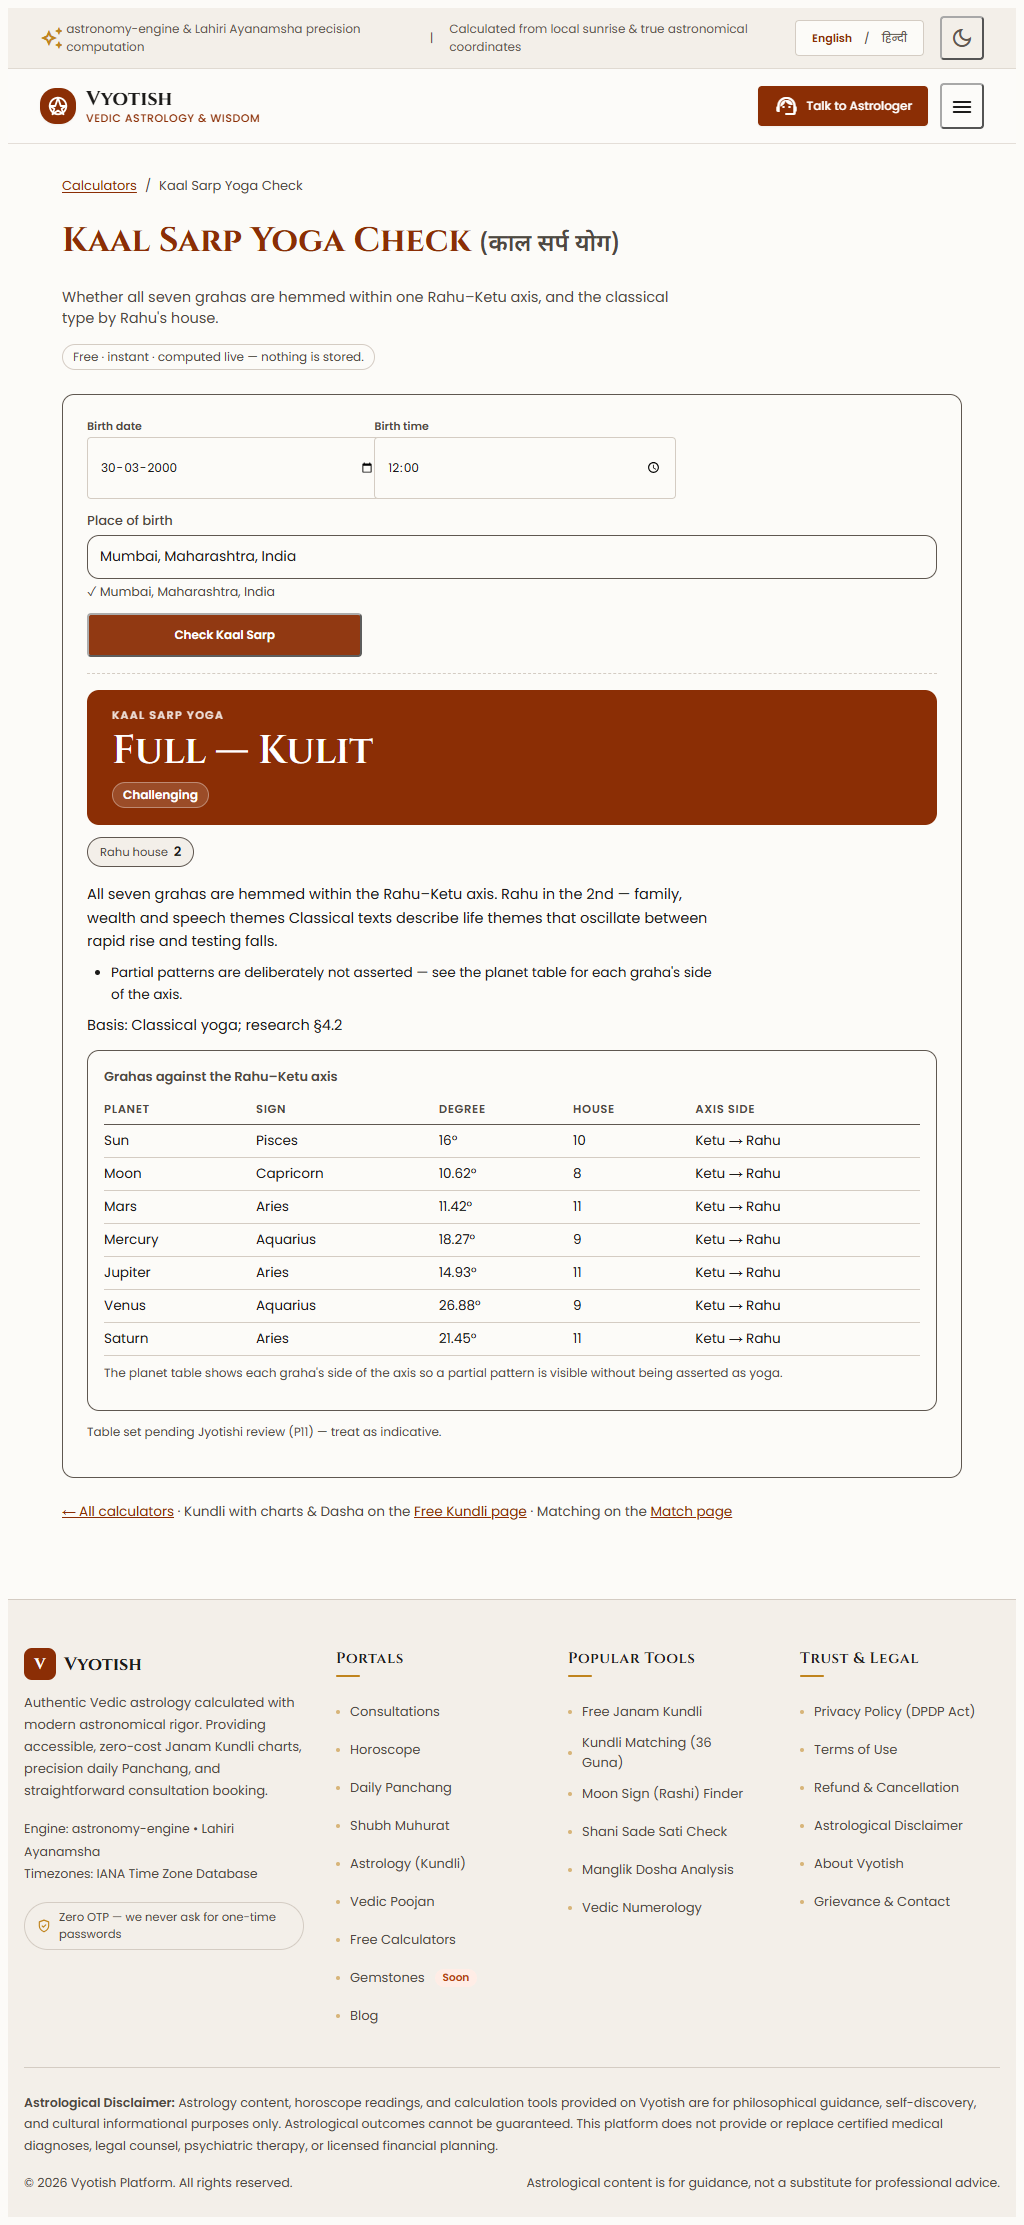 astronomy-engine & Lahiri Ayanamsha precision
computation
|
Calculated from local sunrise & true astronomical
coordinates
English / हिन्दी
Vyotish
VEDIC ASTROLOGY & WISDOM
Talk to Astrologer
Calculators / Kaal Sarp Yoga Check
Kaal Sarp Yoga Check (काल सर्प योग)
Whether all seven grahas are hemmed within one Rahu–Ketu axis, and the classical
type by Rahu's house.
Free · instant · computed live — nothing is stored.
Birth date
Birth time
30-03-2000
12:00
Place of birth
Mumbai, Maharashtra, India
✓ Mumbai, Maharashtra, India
Check Kaal Sarp
KAAL SARP YOGA
Full — Kulit
Challenging
Rahu house 2
All seven grahas are hemmed within the Rahu–Ketu axis. Rahu in the 2nd — family,
wealth and speech themes Classical texts describe life themes that oscillate between
rapid rise and testing falls.
• Partial patterns are deliberately not asserted — see the planet table for each graha's side
of the axis.
Basis: Classical yoga; research §4.2
Grahas against the Rahu–Ketu axis
PLANET SIGN DEGREE HOUSE AXIS SIDE
Sun Pisces 16° 10 Ketu → Rahu
Moon Capricorn 10.62° 8 Ketu → Rahu
Mars Aries 11.42° 11 Ketu → Rahu
Mercury Aquarius 18.27° 9 Ketu → Rahu
Jupiter Aries 14.93° 11 Ketu → Rahu
Venus Aquarius 26.88° 9 Ketu → Rahu
Saturn Aries 21.45° 11 Ketu → Rahu
The planet table shows each graha's side of the axis so a partial pattern is visible without being asserted as yoga.
Table set pending Jyotishi review (P11) — treat as indicative.
← All calculators · Kundli with charts & Dasha on the Free Kundli page · Matching on the Match page
V Vyotish
Authentic Vedic astrology calculated with
modern astronomical rigor. Providing
accessible, zero-cost Janam Kundli charts,
precision daily Panchang, and
straightforward consultation booking.
Engine: astronomy-engine • Lahiri
Ayanamsha
Timezones: IANA Time Zone Database
Zero OTP — we never ask for one-time
passwords
Portals
Consultations
Horoscope
Daily Panchang
Shubh Muhurat
Astrology (Kundli)
Vedic Poojan
Free Calculators
Gemstones Soon
Blog
Popular Tools
Free Janam Kundli
Kundli Matching (36
Guna)
Moon Sign (Rashi) Finder
Shani Sade Sati Check
Manglik Dosha Analysis
Vedic Numerology
Trust & Legal
Privacy Policy (DPDP Act)
Terms of Use
Refund & Cancellation
Astrological Disclaimer
About Vyotish
Grievance & Contact
Astrological Disclaimer: Astrology content, horoscope readings, and calculation tools provided on Vyotish are for philosophical guidance, self-discovery,
and cultural informational purposes only. Astrological outcomes cannot be guaranteed. This platform does not provide or replace certified medical
diagnoses, legal counsel, psychiatric therapy, or licensed financial planning.
© 2026 Vyotish Platform. All rights reserved.
Astrological content is for guidance, not a substitute for professional advice.